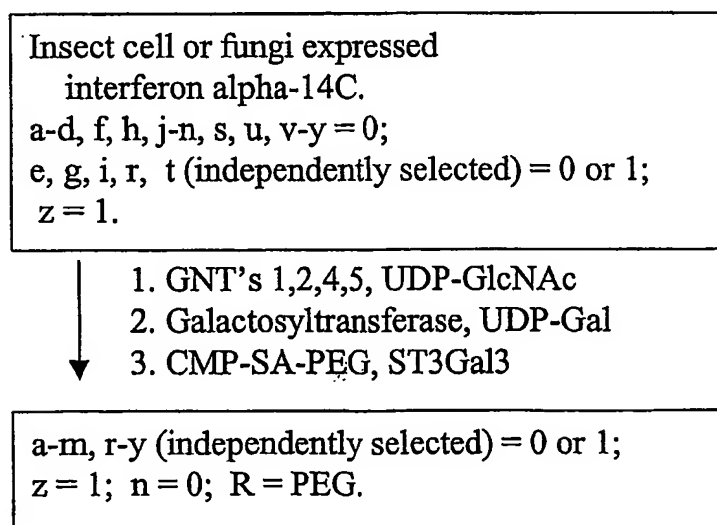 Insect cell or fungi expressed
interferon alpha-14C.
a-d, f, h, j-n, s, u, v-y = 0;
e, g, i, r, t (independently selected) = 0 or 1;
z = 1.
1. GNT's 1,2,4,5, UDP-GlcNAc
2. Galactosyltransferase, UDP-Gal
3. CMP-SA-PEG, ST3Gal3
a-m, r-y (independently selected) = 0 or 1;
z = 1; n = 0; R = PEG.